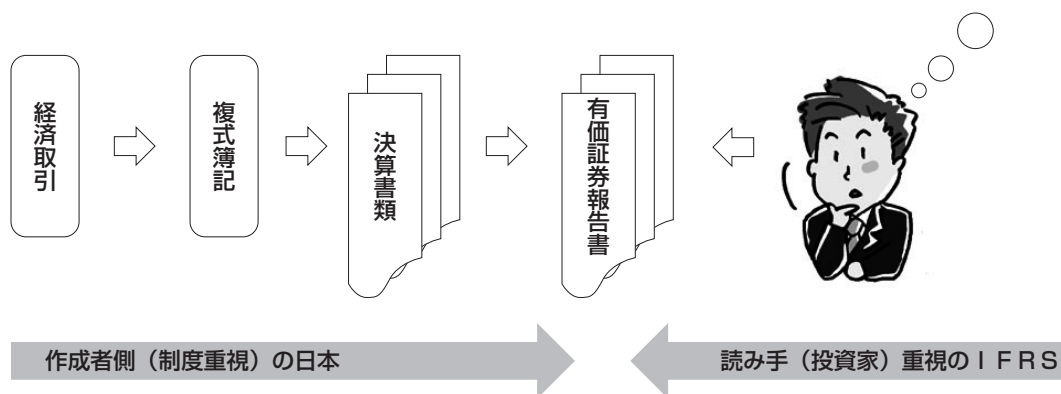 経済取引
複式簿記
決算書類
有価証券報告書
作成者側（制度重視）の日本
読み手（投資家）重視のＩＦＲＳ